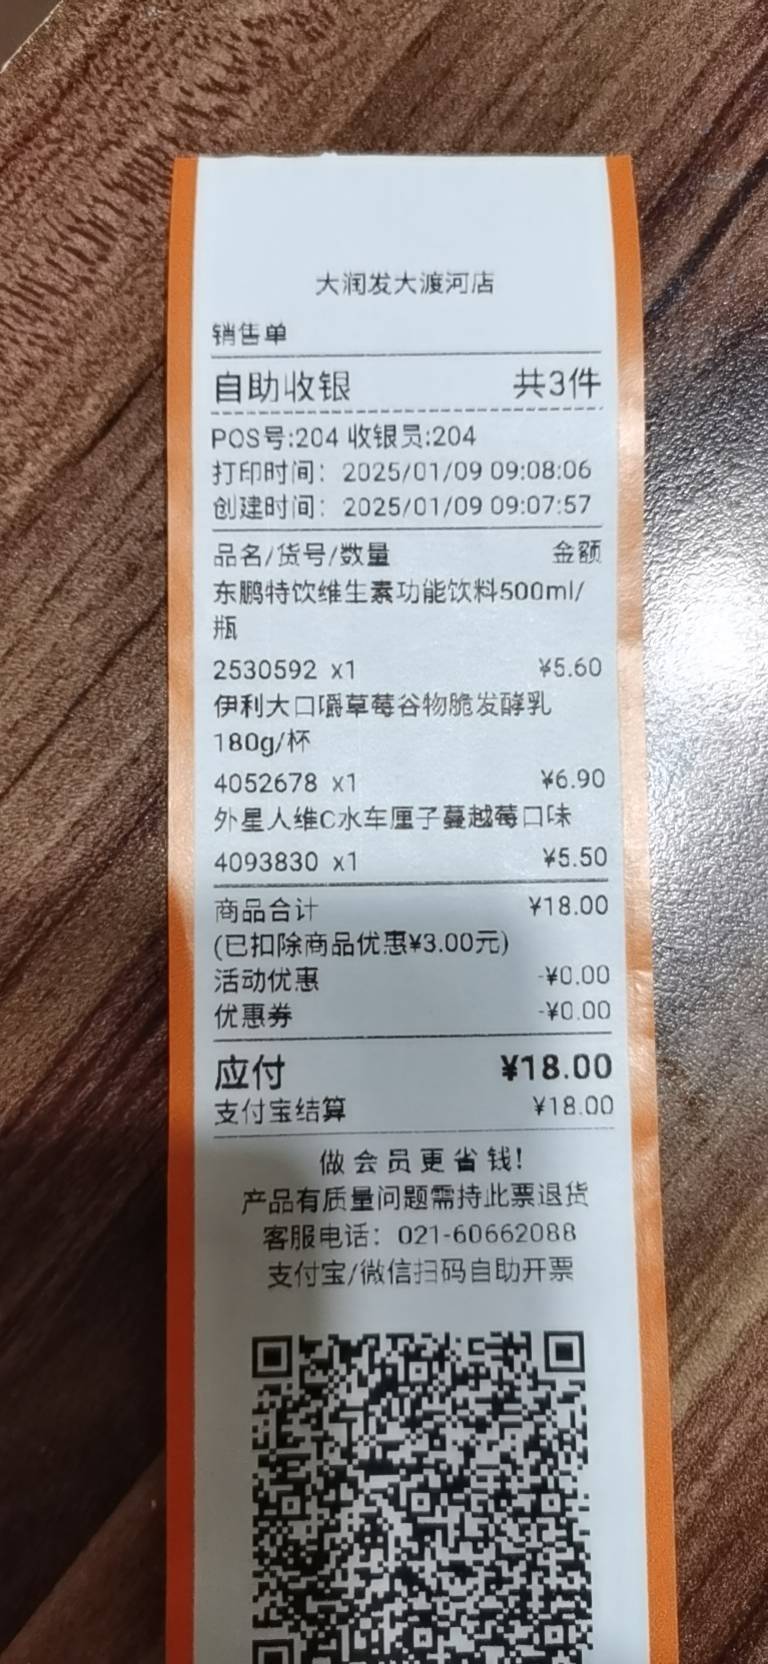 大润发大渡河店
销售单
自助收银 共3件
POS号:204 收银员:204
打印时间: 2025/01/09 09:08:06
创建时间: 2025/01/09 09:07:57
品名/货号/数量 金额
东鹏特饮维生素功能饮料500ml/
瓶
2530592 x1 ¥5.60
伊利大口嚼草莓谷物脆发酵乳
180g/杯
4052678 x1 ¥6.90
外星人维C水车厘子蔓越莓口味
4093830 x1 ¥5.50
商品合计 ¥18.00
(已扣除商品优惠¥3.00元)
活动优惠 -¥0.00
优惠券 -¥0.00
应付 ¥18.00
支付宝结算 ¥18.00
做会员更省钱!
产品有质量问题需持此票退货
客服电话: 021-60662088
支付宝/微信扫码自助开票